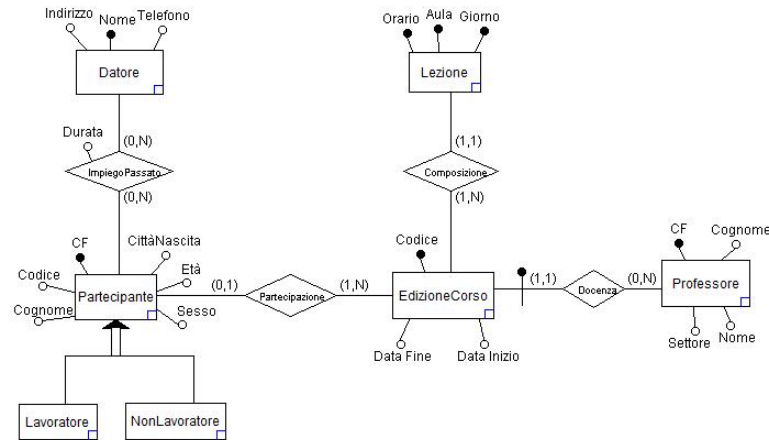 Indirizzo
Nome
Telefono
Datore
Durata
(0,N)
ImpiegoPassato
(0,N)
CF
CittàNascita
Codice
Età
Cognome
Partecipante
Sesso
Lavoratore
NonLavoratore
(0,1)
Partecipazione
(1,N)
Orario
Aula
Giorno
Lezione
(1,1)
Composizione
(1,N)
Codice
EdizioneCorso
Data Fine
Data Inizio
(1,1)
Docenza
(0,N)
CF
Cognome
Professore
Settore
Nome